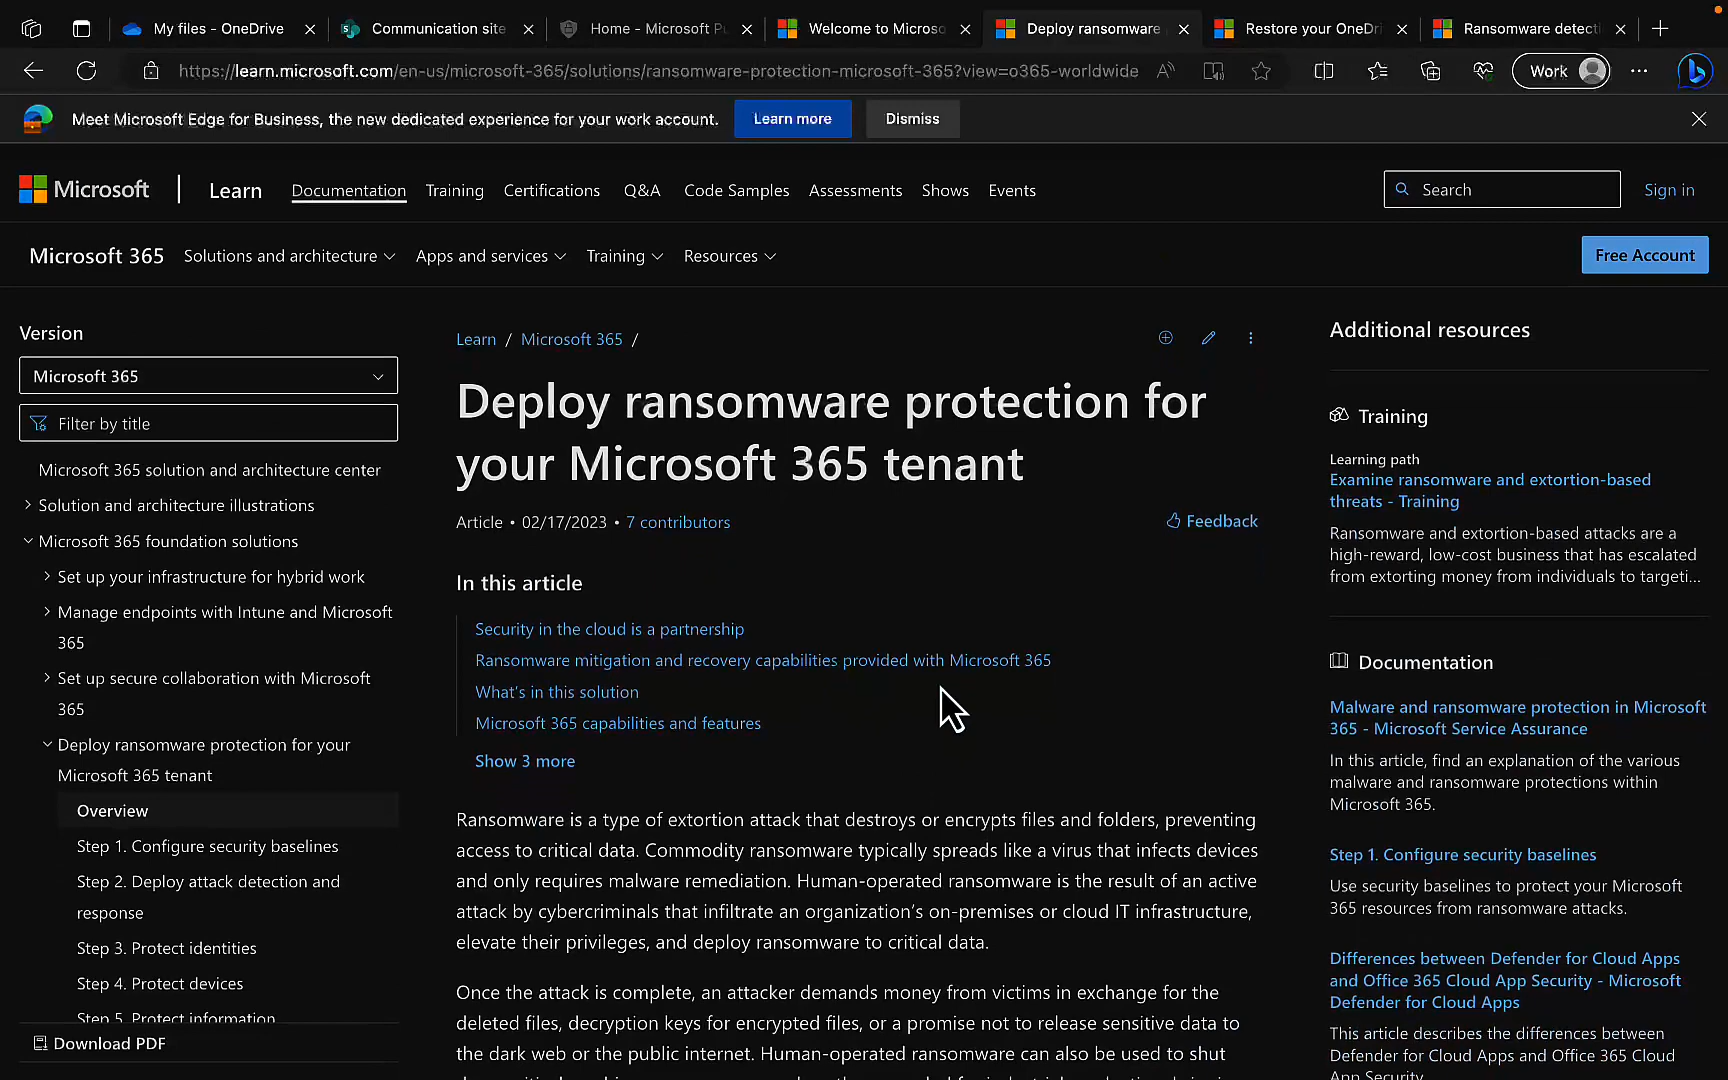 My files - OneDrive
Communication site
Home - Microsoft Pu
Welcome to Microso
Deploy ransomware
Restore your OneDri
Ransomware detecti
https://learn.microsoft.com/en-us/microsoft-365/solutions/ransomware-protection-microsoft-365?view=o365-worldwide
Work
Meet Microsoft Edge for Business, the new dedicated experience for your work account.
Learn more
Dismiss
Microsoft
Learn
Documentation
Training
Certifications
Q&A
Code Samples
Assessments
Shows
Events
Search
Sign in
Microsoft 365
Solutions and architecture
Apps and services
Training
Resources
Free Account
Version
Microsoft 365
Filter by title
Microsoft 365 solution and architecture center
Solution and architecture illustrations
Microsoft 365 foundation solutions
Set up your infrastructure for hybrid work
Manage endpoints with Intune and Microsoft
365
Set up secure collaboration with Microsoft
365
Deploy ransomware protection for your
Microsoft 365 tenant
Overview
Step 1. Configure security baselines
Step 2. Deploy attack detection and
response
Step 3. Protect identities
Step 4. Protect devices
Step 5. Protect information
Download PDF
Learn / Microsoft 365 /
Deploy ransomware protection for
your Microsoft 365 tenant
Article • 02/17/2023 • 7 contributors
Feedback
In this article
Security in the cloud is a partnership
Ransomware mitigation and recovery capabilities provided with Microsoft 365
What's in this solution
Microsoft 365 capabilities and features
Show 3 more
Ransomware is a type of extortion attack that destroys or encrypts files and folders, preventing
access to critical data. Commodity ransomware typically spreads like a virus that infects devices
and only requires malware remediation. Human-operated ransomware is the result of an active
attack by cybercriminals that infiltrate an organization's on-premises or cloud IT infrastructure,
elevate their privileges, and deploy ransomware to critical data.
Once the attack is complete, an attacker demands money from victims in exchange for the
deleted files, decryption keys for encrypted files, or a promise not to release sensitive data to
the dark web or the public internet. Human-operated ransomware can also be used to shut
Additional resources
Training
Learning path
Examine ransomware and extortion-based
threats - Training
Ransomware and extortion-based attacks are a
high-reward, low-cost business that has escalated
from extorting money from individuals to targeti...
Documentation
Malware and ransomware protection in Microsoft
365 - Microsoft Service Assurance
In this article, find an explanation of the various
malware and ransomware protections within
Microsoft 365.
Step 1. Configure security baselines
Use security baselines to protect your Microsoft
365 resources from ransomware attacks.
Differences between Defender for Cloud Apps
and Office 365 Cloud App Security - Microsoft
Defender for Cloud Apps
This article describes the differences between
Defender for Cloud Apps and Office 365 Cloud
App Security